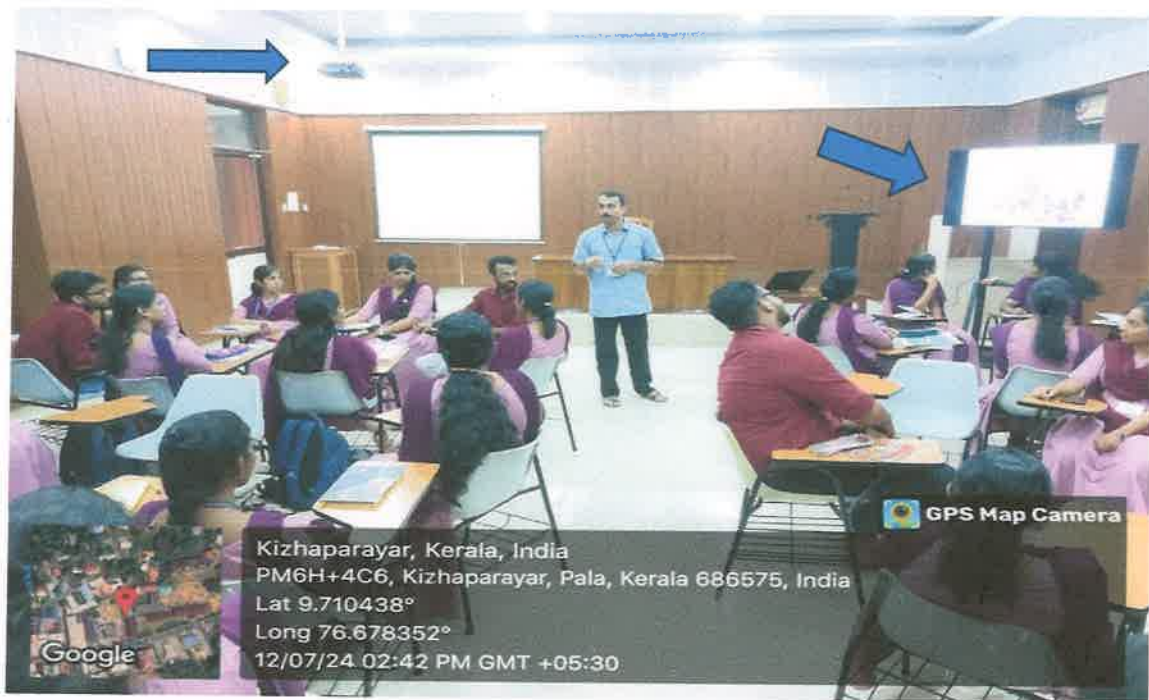 GPS Map Camera
Kizhaparayar, Kerala, India
PM6H+4C6, Kizhaparayar, Pala, Kerala 686575, India
Lat 9.710438°
Long 76.678352°
12/07/24 02:42 PM GMT +05:30
Google